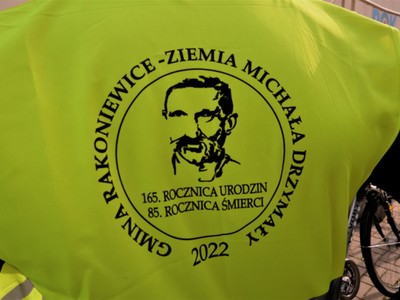 GMINA RAKONIEWICE - ZIEMIA MICHAŁA DRZYMAŁY
165. ROCZNICA URODZIN
85. ROCZNICA ŚMIERCI
2022